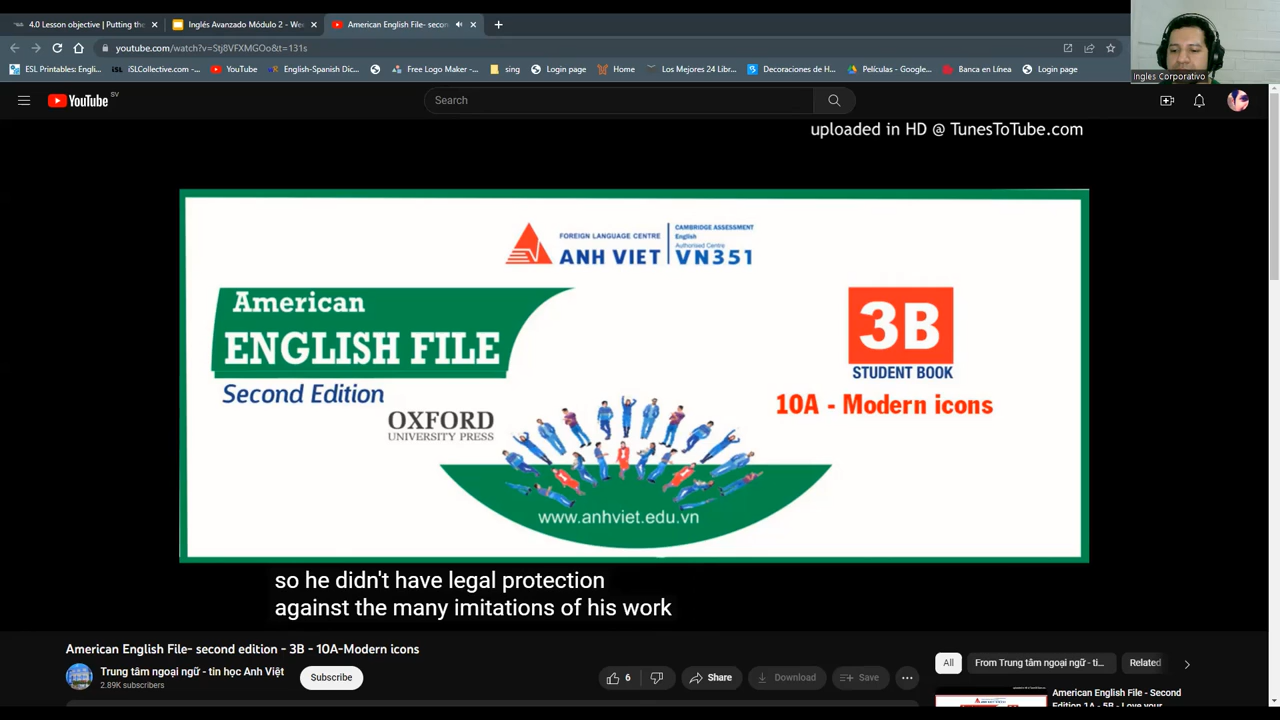 4.0 Lesson objective | Putting the
Inglés Avanzado Módulo 2 - We
American English File- secon
youtube.com/watch?v=Stj8VFXMGOo&t=131s
ESL Printables: Engli...
iSLCollective.com -...
YouTube
English-Spanish Dic...
Free Logo Maker -...
sing
Login page
Home
Los Mejores 24 Libr...
Decoraciones de H...
Películas - Google...
Banca en Línea
Login page
Ingles Corporativo
YouTube SV
Search
uploaded in HD @ TunesToTube.com
FOREIGN LANGUAGE CENTRE
ANH VIET
CAMBRIDGE ASSESSMENT
English
Authorised Centre
VN351
American
ENGLISH FILE
Second Edition
OXFORD
UNIVERSITY PRESS
3B
STUDENT BOOK
10A - Modern icons
www.anhviet.edu.vn
so he didn't have legal protection
against the many imitations of his work
American English File- second edition - 3B - 10A-Modern icons
Trung tâm ngoại ngữ - tin học Anh Việt
2.89K subscribers
Subscribe
6
Share
Download
Save
All
From Trung tâm ngoại ngữ - ti...
Related
American English File - Second
Edition 1A - 5B - Love your